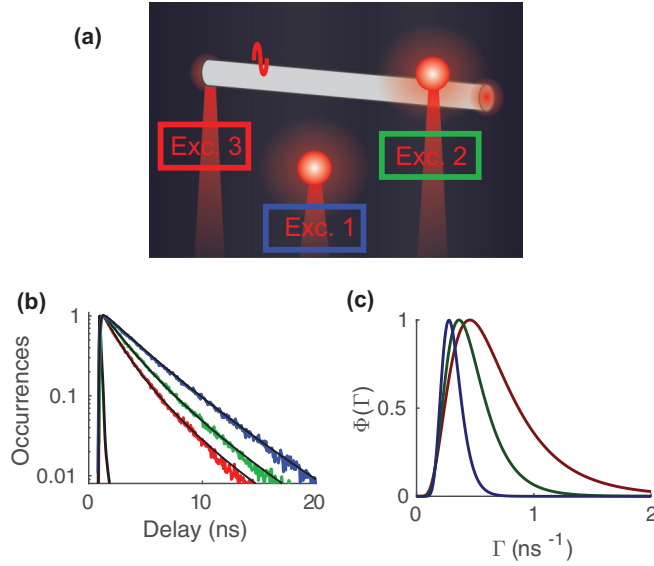 (a)
Exc. 3
Exc. 2
Exc. 1
(b)
Occurrences
1
0.1
0.01
0
10
20
Delay (ns)
(c)
Φ(Γ)
1
0.5
0
0
1
2
Γ (ns -1)